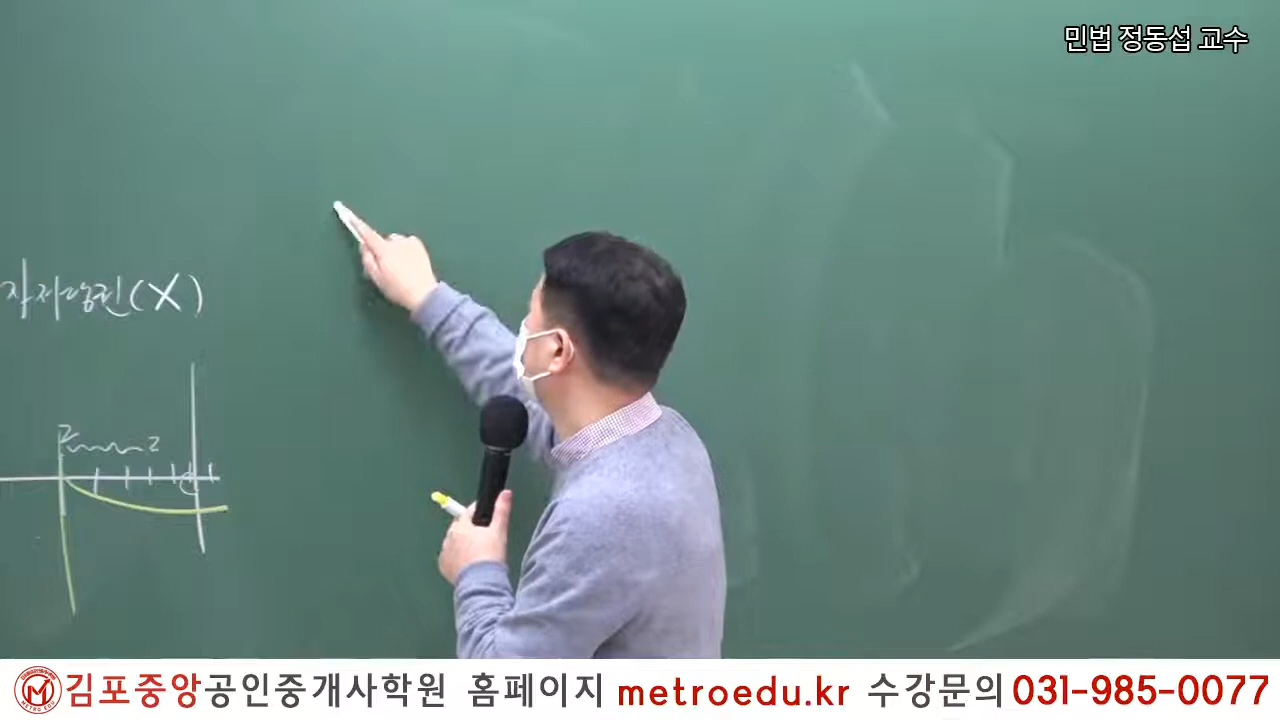 민법 정동섭 교수
저당권(X)
김포중앙공인중개사학원 홈페이지 metroedu.kr 수강문의 031-985-0077